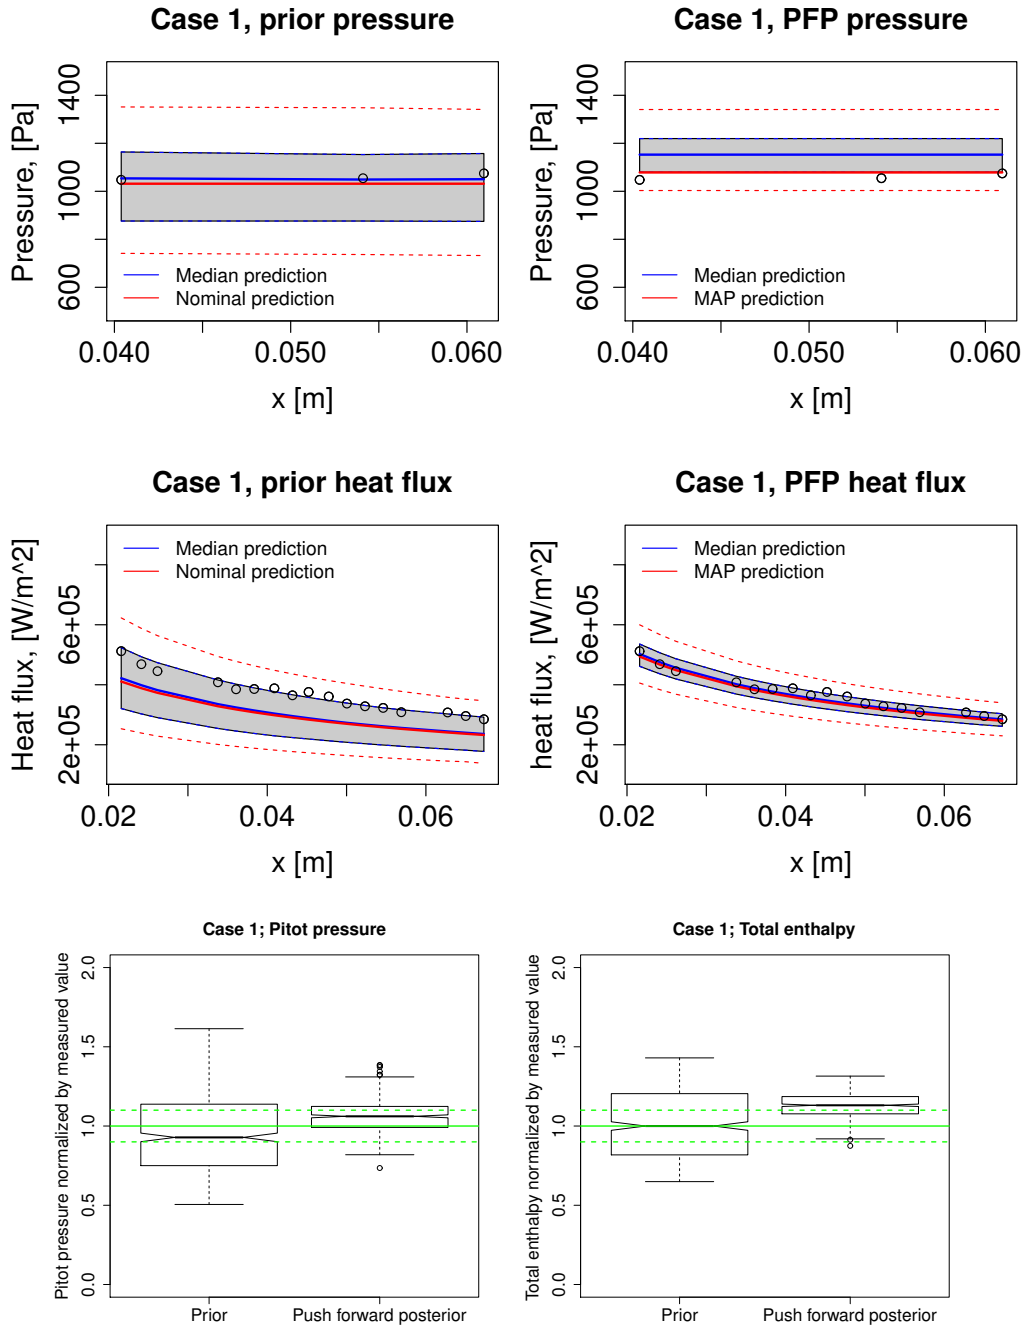 Case 1, prior pressure
Pressure, [Pa]
1400
1000
600
Median prediction
Nominal prediction
0.040
0.050
0.060
x [m]
Case 1, PFP pressure
Pressure, [Pa]
1400
1000
600
Median prediction
MAP prediction
0.040
0.050
0.060
x [m]
Case 1, prior heat flux
Heat flux, [W/m^2]
6e+05
2e+05
Median prediction
Nominal prediction
0.02
0.04
0.06
x [m]
Case 1, PFP heat flux
heat flux, [W/m^2]
6e+05
2e+05
Median prediction
MAP prediction
0.02
0.04
0.06
x [m]
Case 1; Pitot pressure
Pitot pressure normalized by measured value
2.0
1.5
1.0
0.5
0.0
Prior
Push forward posterior
Case 1; Total enthalpy
Total enthalpy normalized by measured value
2.0
1.5
1.0
0.5
0.0
Prior
Push forward posterior